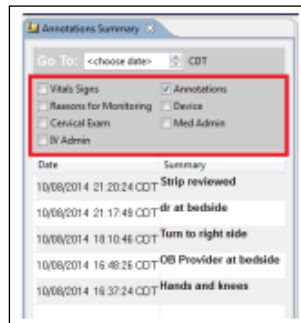 Annotations Summary
Go To: <choose date> CDT
Vitals Signs Annotations
Reasons for Monitoring Device
Cervical Exam Med Admin
IV Admin
Date Summary
10/08/2014 21:20:24 CDT Strip reviewed
10/08/2014 21:17:49 CDT dr at bedside
10/08/2014 18:10:46 CDT Turn to right side
10/08/2014 16:48:26 CDT OB Provider at bedside
10/08/2014 16:37:24 CDT Hands and knees